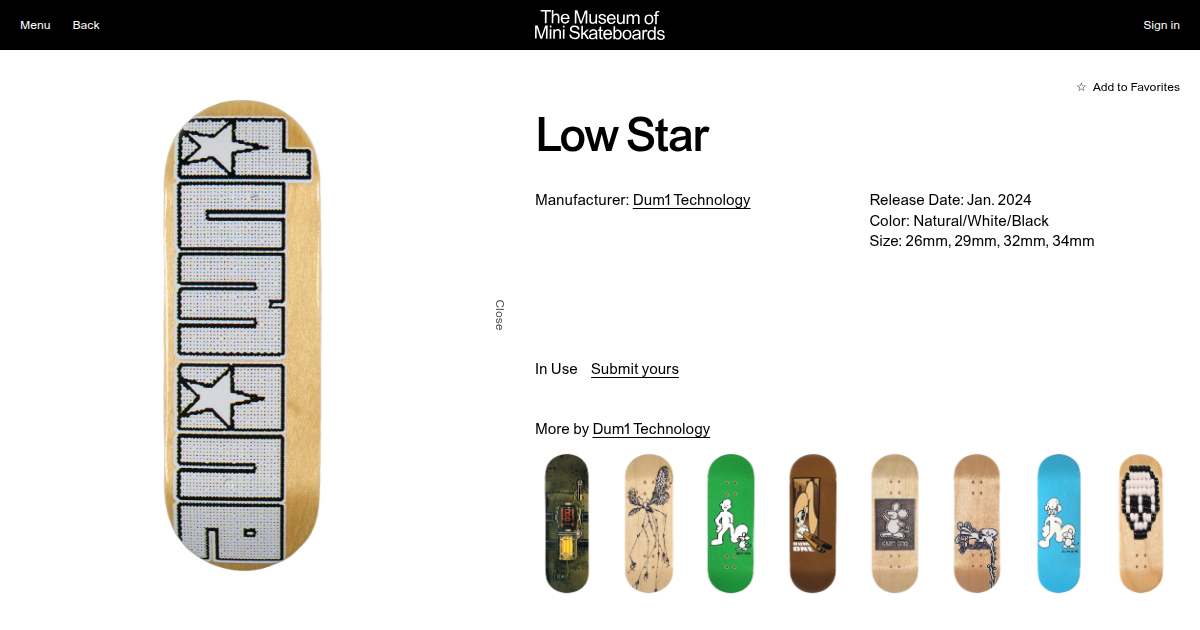 Menu
Back
The Museum of
Mini Skateboards
Sign in
☆ Add to Favorites
Low Star
Manufacturer: Dum1 Technology
Release Date: Jan. 2024
Color: Natural/White/Black
Size: 26mm, 29mm, 32mm, 34mm
Close
In Use Submit yours
More by Dum1 Technology
dumone